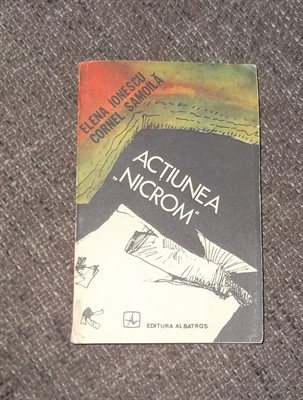 ELENA IONESCU
CORNEL SAMOILĂ
ACȚIUNEA
„NICROM“
EDITURA ALBATROS